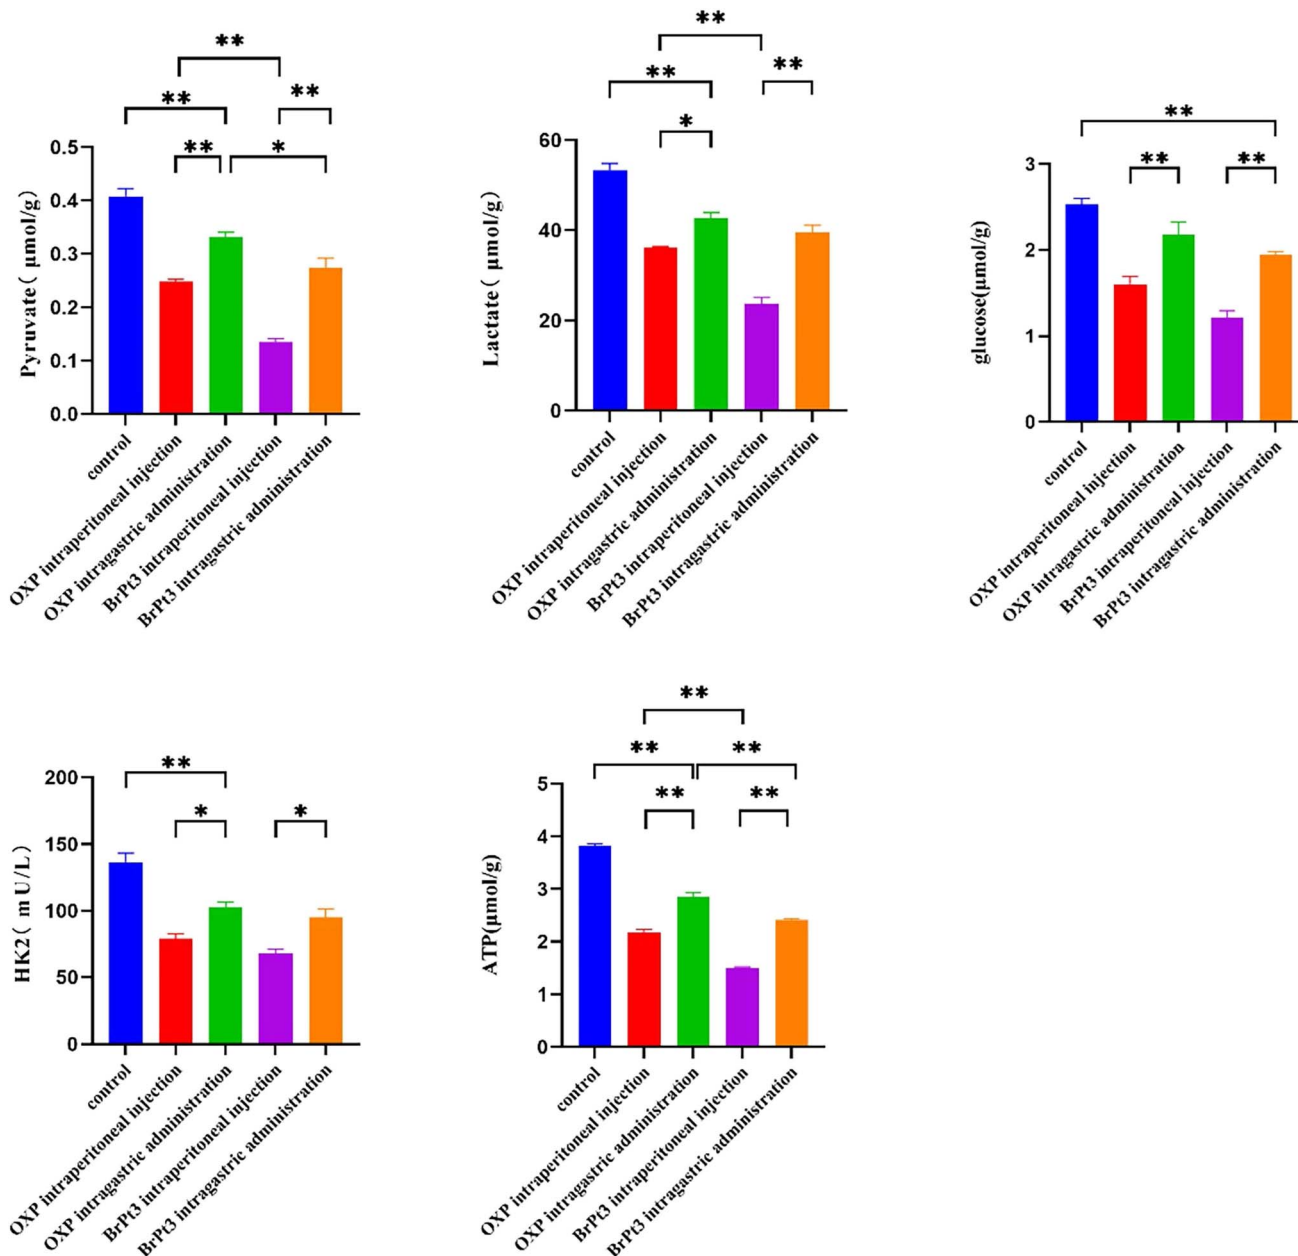 **
**
**
**
*
Pyruvate( μmol/g)
0.5
0.4
0.3
0.2
0.1
0.0
control
OXP intraperitoneal injection
OXP intragastric administration
BrPt3 intraperitoneal injection
BrPt3 intragastric administration
**
**
**
*
Lactate( μmol/g)
60
40
20
0
control
OXP intraperitoneal injection
OXP intragastric administration
BrPt3 intraperitoneal injection
BrPt3 intragastric administration
**
**
**
glucose(μmol/g)
3
2
1
0
control
OXP intraperitoneal injection
OXP intragastric administration
BrPt3 intraperitoneal injection
BrPt3 intragastric administration
**
*
*
HK2( mU/L)
200
150
100
50
0
control
OXP intraperitoneal injection
OXP intragastric administration
BrPt3 intraperitoneal injection
BrPt3 intragastric administration
**
**
**
**
**
ATP(μmol/g)
5
4
3
2
1
0
control
OXP intraperitoneal injection
OXP intragastric administration
BrPt3 intraperitoneal injection
BrPt3 intragastric administration